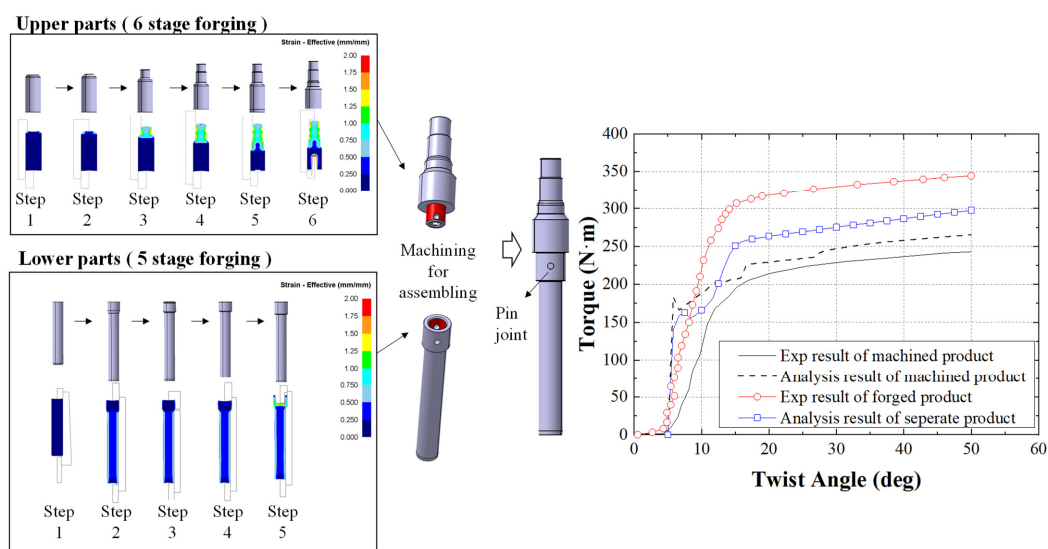 Upper parts ( 6 stage forging )
Strain - Effective (mm/mm)
2.00
1.75
1.50
1.25
1.00
0.750
0.500
0.250
0.000
Step
1
Step
2
Step
3
Step
4
Step
5
Step
6
Lower parts ( 5 stage forging )
Strain - Effective (mm/mm)
2.00
1.75
1.50
1.25
1.00
0.750
0.500
0.250
0.000
Step
1
Step
2
Step
3
Step
4
Step
5
Machining
for
assembling
Pin
joint
Torque (N·m)
400
350
300
250
200
150
100
50
0
Exp result of machined product
Analysis result of machined product
Exp result of forged product
Analysis result of seperate product
0 10 20 30 40 50 60
Twist Angle (deg)